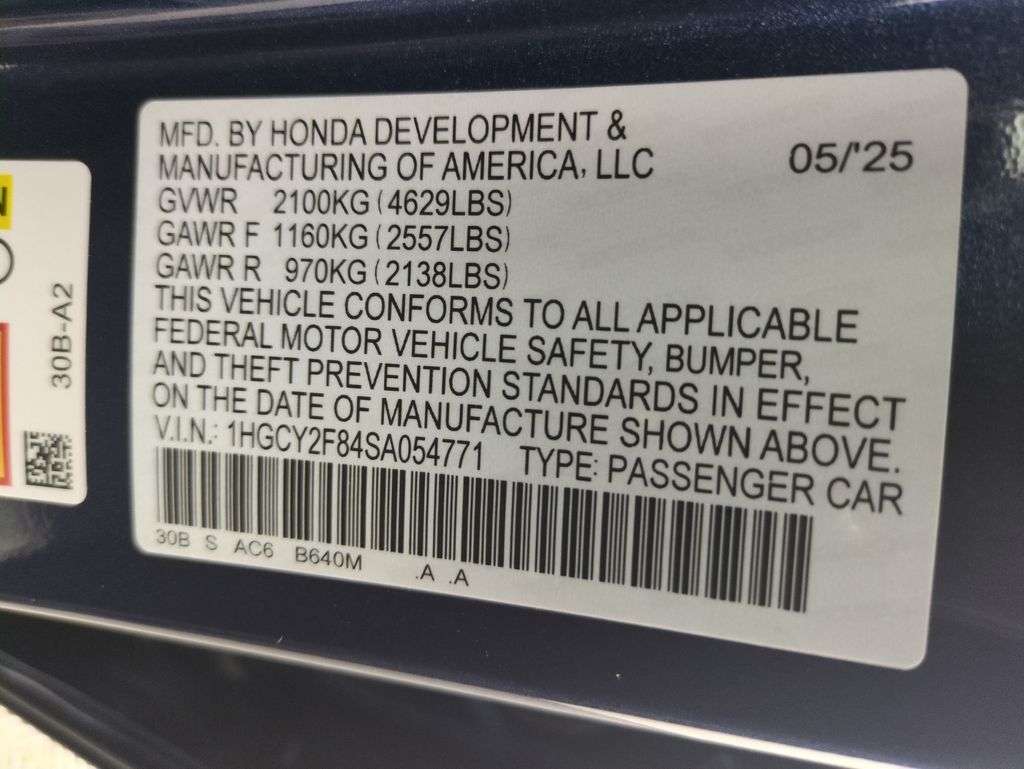 MFD. BY HONDA DEVELOPMENT &
MANUFACTURING OF AMERICA, LLC
05/'25
GVWR 2100KG (4629LBS)
GAWR F 1160KG (2557LBS)
GAWR R 970KG (2138LBS)
THIS VEHICLE CONFORMS TO ALL APPLICABLE
FEDERAL MOTOR VEHICLE SAFETY, BUMPER,
AND THEFT PREVENTION STANDARDS IN EFFECT
ON THE DATE OF MANUFACTURE SHOWN ABOVE.
V.I.N.: 1HGCY2F84SA054771 TYPE: PASSENGER CAR
30B S AC6 B640M .A .A
30B-A2